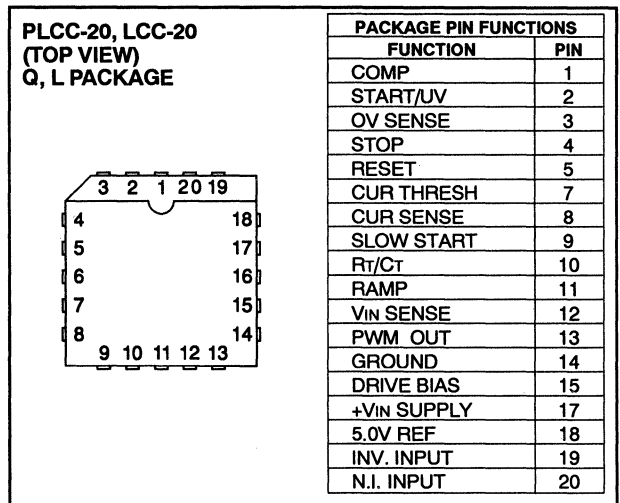 PLCC-20, LCC-20
(TOP VIEW)
Q, L PACKAGE
3 2 1 20 19
4 18
5 17
6 16
7 15
8 14
9 10 11 12 13
PACKAGE PIN FUNCTIONS
FUNCTION PIN
COMP 1
START/UV 2
OV SENSE 3
STOP 4
RESET 5
CUR THRESH 7
CUR SENSE 8
SLOW START 9
RT/CT 10
RAMP 11
VIN SENSE 12
PWM OUT 13
GROUND 14
DRIVE BIAS 15
+VIN SUPPLY 17
5.0V REF 18
INV. INPUT 19
N.I. INPUT 20